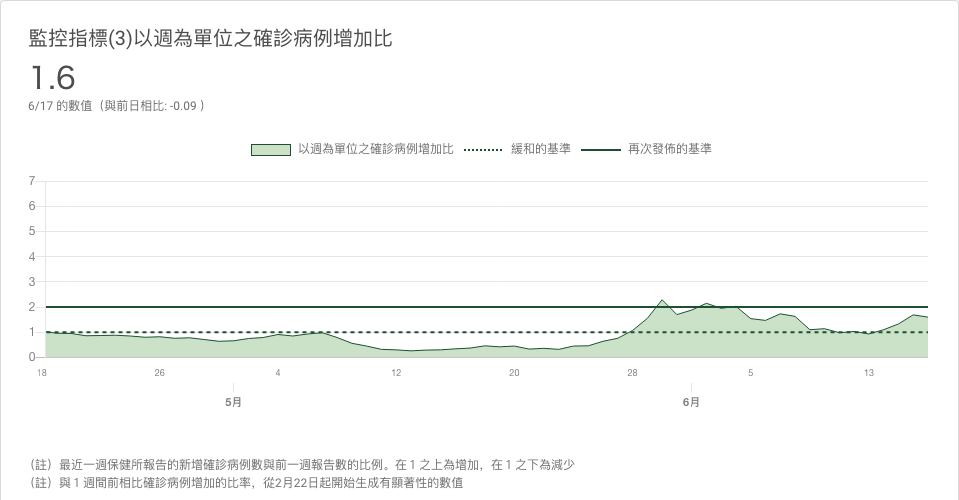 監控指標(3)以週為單位之確診病例增加比
1.6
6/17 的數值（與前日相比: -0.09 ）
以週為單位之確診病例增加比 緩和的基準 再次發佈的基準
7
6
5
4
3
2
1
0
18 26 4 12 20 28 5 13
5月 6月
（註）最近一週保健所報告的新增確診病例數與前一週報告數的比例。在 1 之上為增加，在 1 之下為減少
（註）與 1 週間前相比確診病例增加的比率，從2月22日起開始生成有顯著性的數值